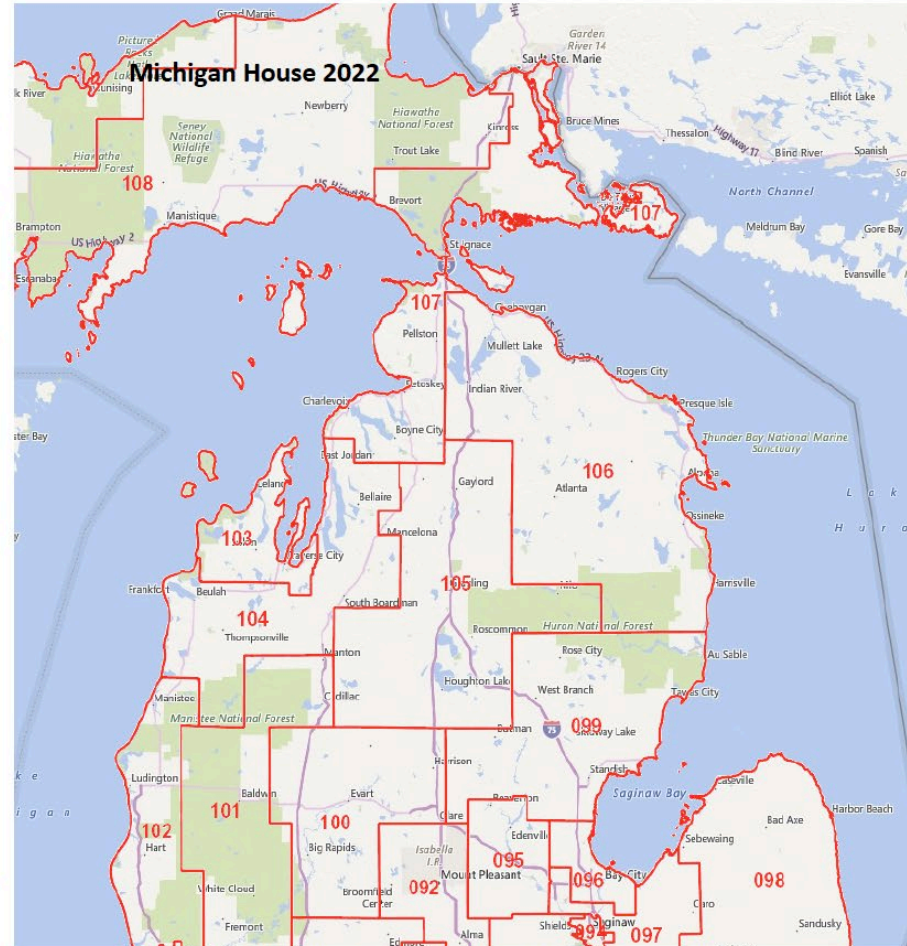 Grand Marais
Garden
River 14
Sault Ste. Marie
Michigan House 2022
Elliot Lake
Newberry
Hiawatha
National Forest
Bruce Mines
Thessalon
Highway 17
Blind River
Spanish
Seney
National
Wildlife
Refuge
Kinross
Trout Lake
Hiawatha
National Forest
108
North Channel
Brevort
107
Manistique
Meldrum Bay
Gore Bay
Brampton
US Highway 2
St. Ignace
Evansville
Escanaba
75
107
Cheboygan
Pellston
Mullett Lake
Rogers City
Petoskey
Indian River
Charlevoix
Presque Isle
Boyne City
Thunder Bay National Marine
Sanctuary
East Jordan
106
Gaylord
Alpena
Bellaire
Atlanta
Ossineke
103
Mancelona
Traverse City
105
Harrisville
Frankfort
Beulah
South Boardman
104
Roscommon
Huron National Forest
Thompsonville
Manton
Rose City
Au Sable
Houghton Lake
Cadillac
West Branch
Tawas City
Manistee
Manistee National Forest
099
75
Harrison
Standish
Ludington
Saginaw Bay
Caseville
Baldwin
Evart
Beaverton
Harbor Beach
101
100
Clare
Bad Axe
102
Edenville
Sebewaing
Hart
Big Rapids
Isabella
I.R.
095
092
Mount Pleasant
096
Bay City
098
White Cloud
Broomfield
Center
Caro
Fremont
Alma
Shields
Saginaw
094
097
Sandusky